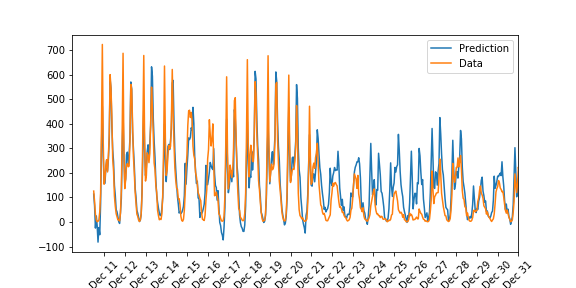 700
600
500
400
300
200
100
0
−100
Prediction
Data
Dec 11
Dec 12
Dec 13
Dec 14
Dec 15
Dec 16
Dec 17
Dec 18
Dec 19
Dec 20
Dec 21
Dec 22
Dec 23
Dec 24
Dec 25
Dec 26
Dec 27
Dec 28
Dec 29
Dec 30
Dec 31